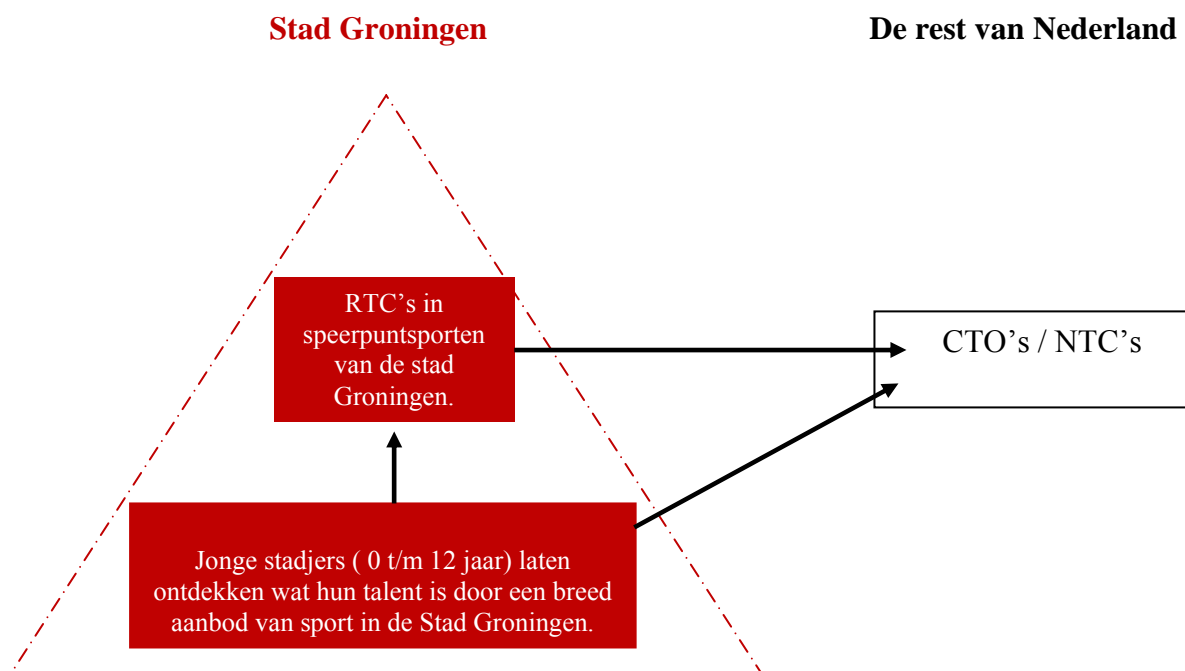 Stad Groningen
De rest van Nederland
RTC’s in
speerpuntsporten
van de stad
Groningen.
CTO’s / NTC’s
Jonge stadjers ( 0 t/m 12 jaar) laten
ontdekken wat hun talent is door een breed
aanbod van sport in de Stad Groningen.